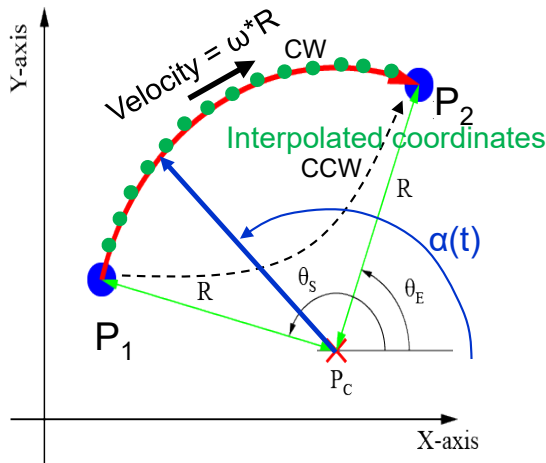 Y-axis
Velocity = ω*R
CW
P₂
Interpolated coordinates
CCW
R
α(t)
R
θS
θE
P₁
PC
X-axis